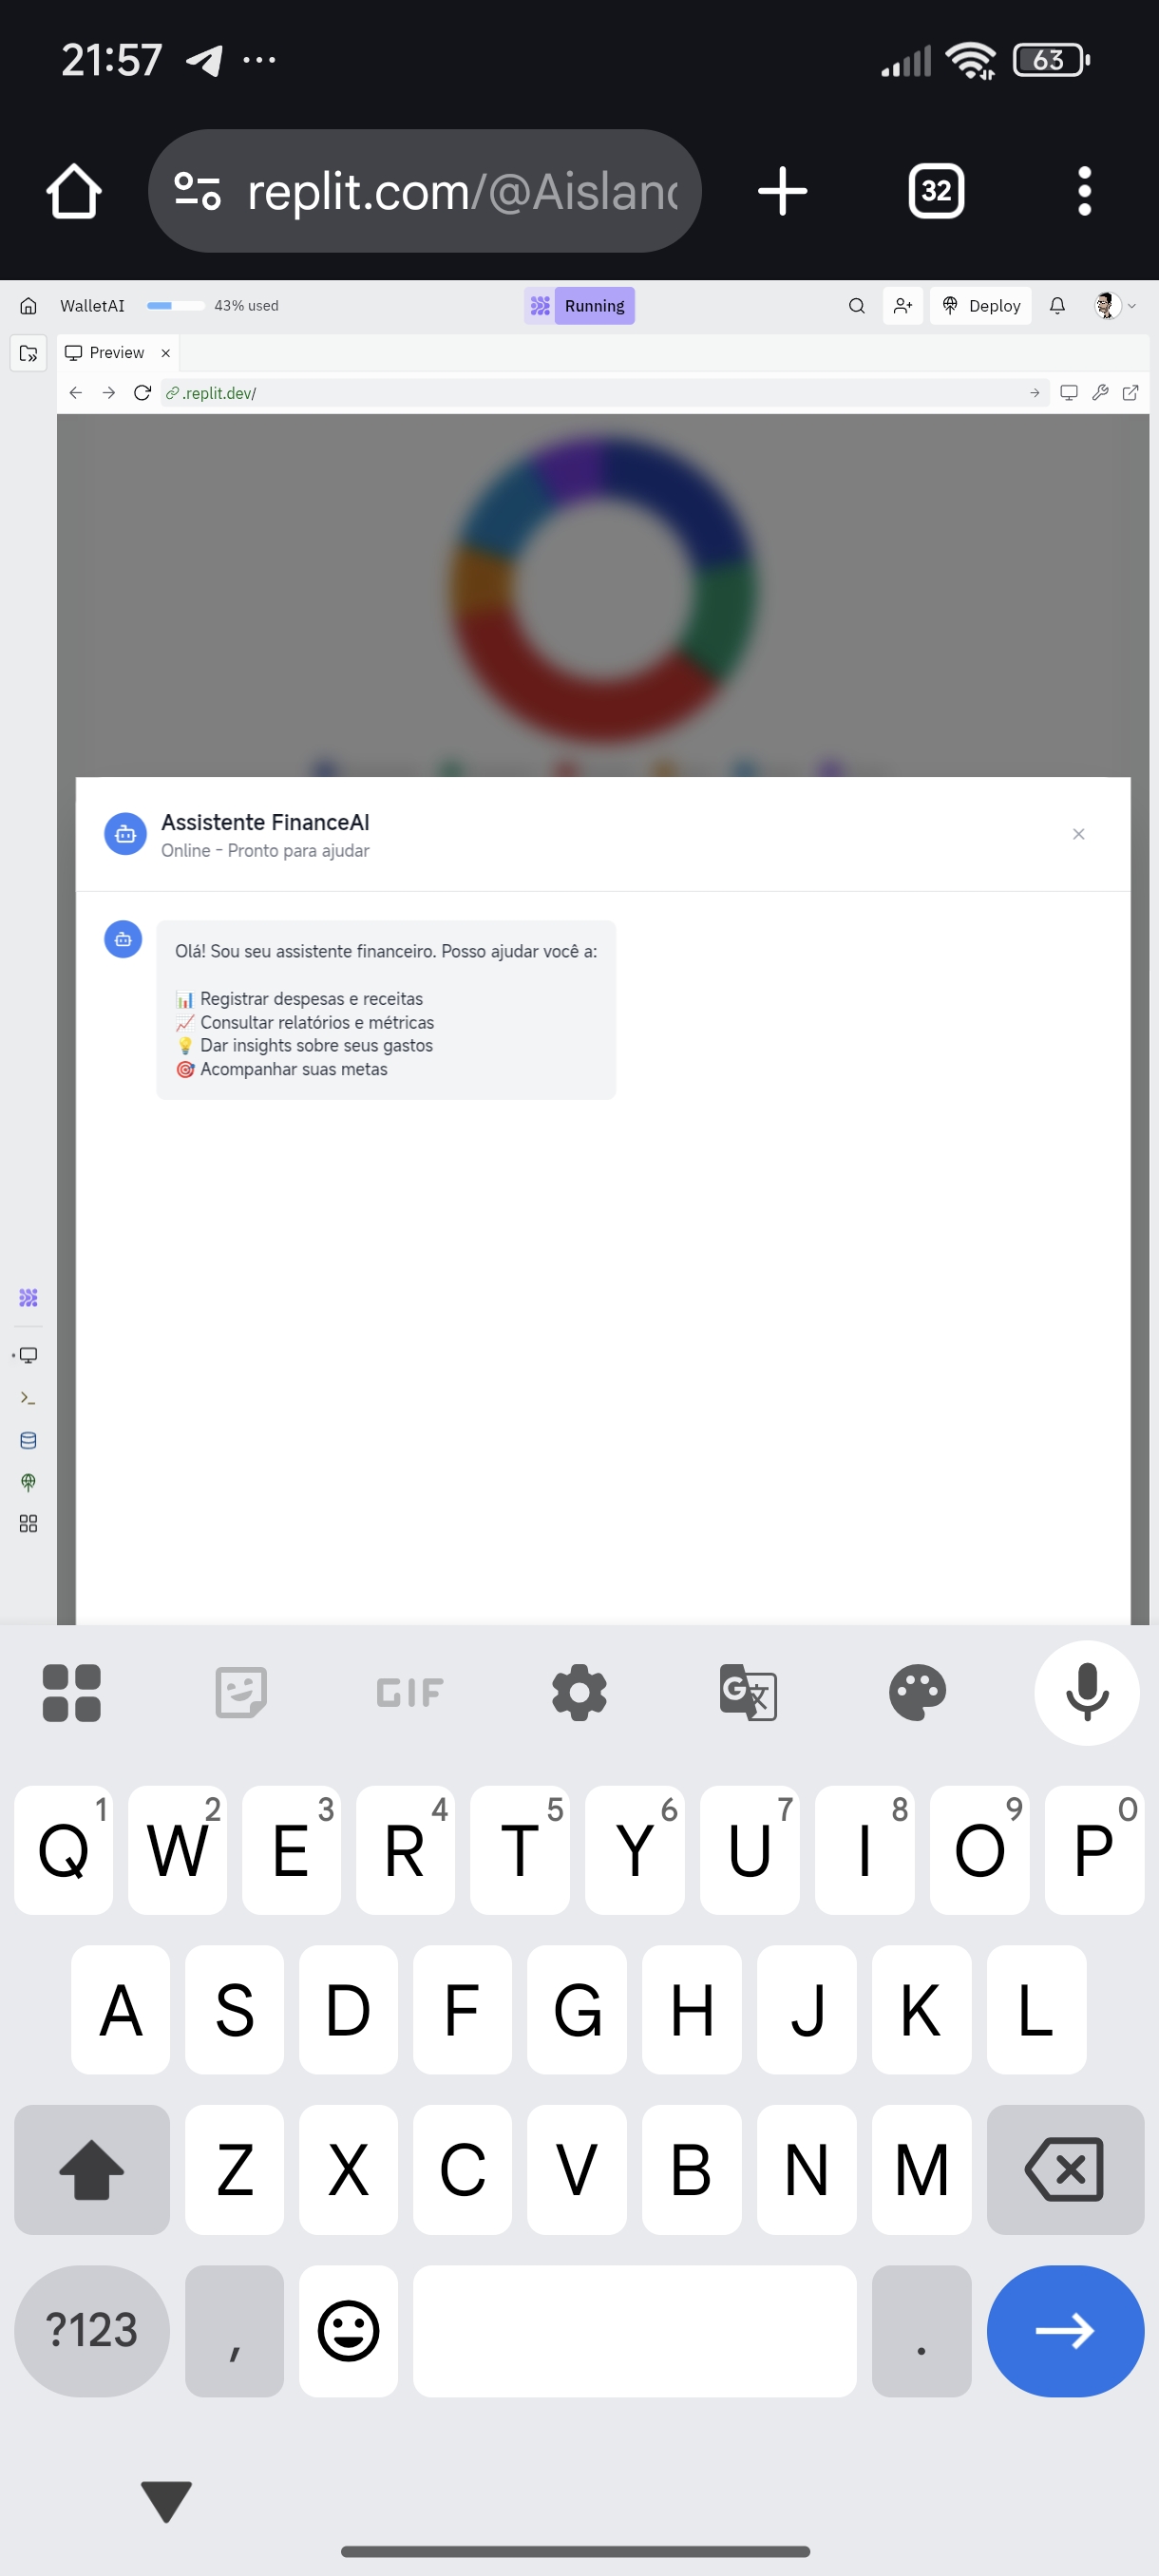 21:57
63
replit.com/@Aislan
32
WalletAI
43% used
Running
Deploy
Preview
.replit.dev/
Assistente FinanceAI
Online - Pronto para ajudar
Olá! Sou seu assistente financeiro. Posso ajudar você a:
📊 Registrar despesas e receitas
📈 Consultar relatórios e métricas
💡 Dar insights sobre seus gastos
🎯 Acompanhar suas metas
GIF
G文
1 2 3 4 5 6 7 8 9 0
Q W E R T Y U I O P
A S D F G H J K L
Z X C V B N M
?123 , .